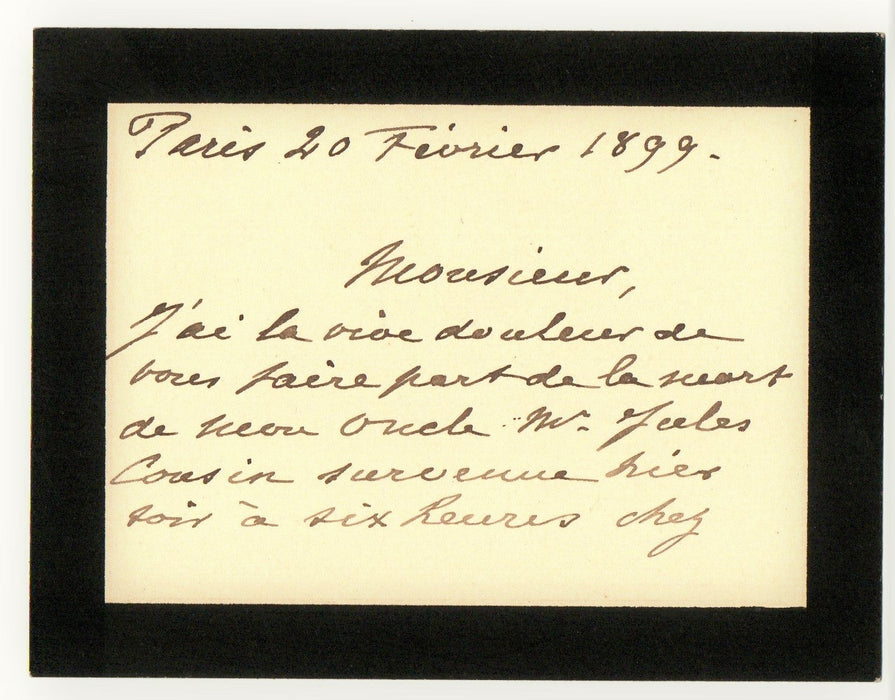 Paris 20 Février 1899.
Monsieur,
J'ai la vive douleur de
vous faire part de la mort
de mon Oncle Mr. Jules
Cousin survenue hier
soir à six heures chez